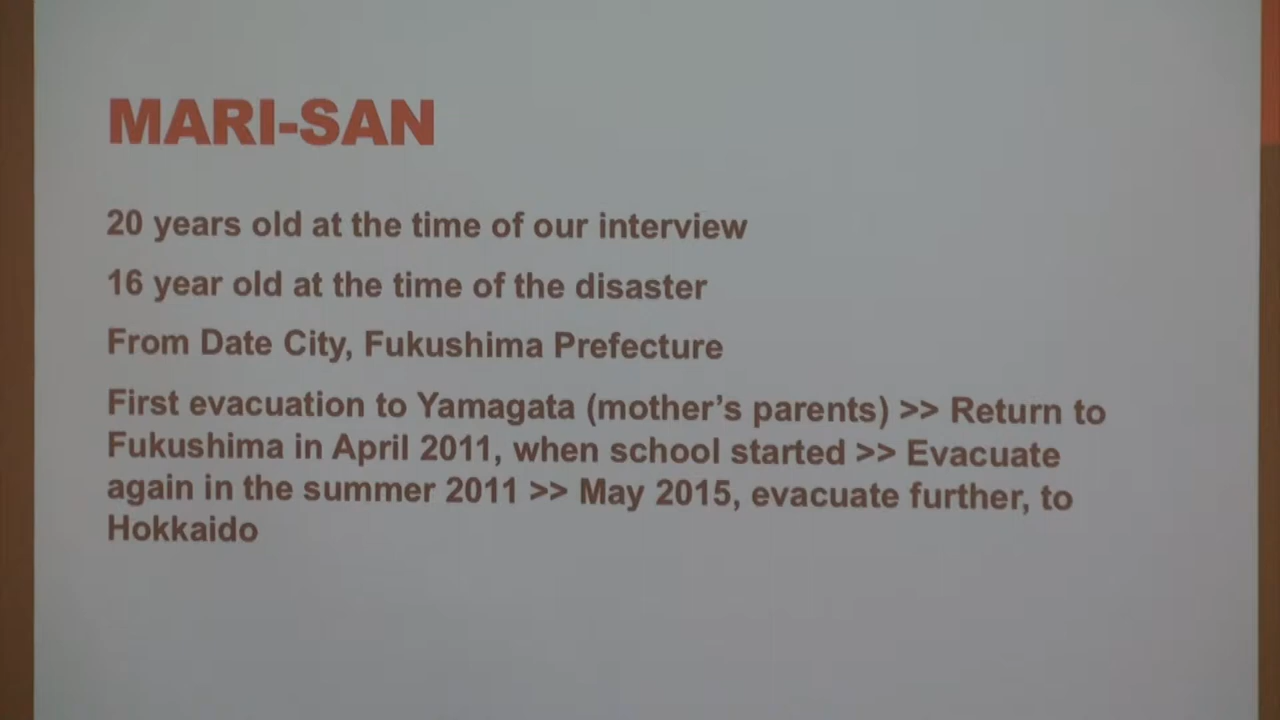 MARI-SAN
20 years old at the time of our interview
16 year old at the time of the disaster
From Date City, Fukushima Prefecture
First evacuation to Yamagata (mother’s parents) >> Return to
Fukushima in April 2011, when school started >> Evacuate
again in the summer 2011 >> May 2015, evacuate further, to
Hokkaido